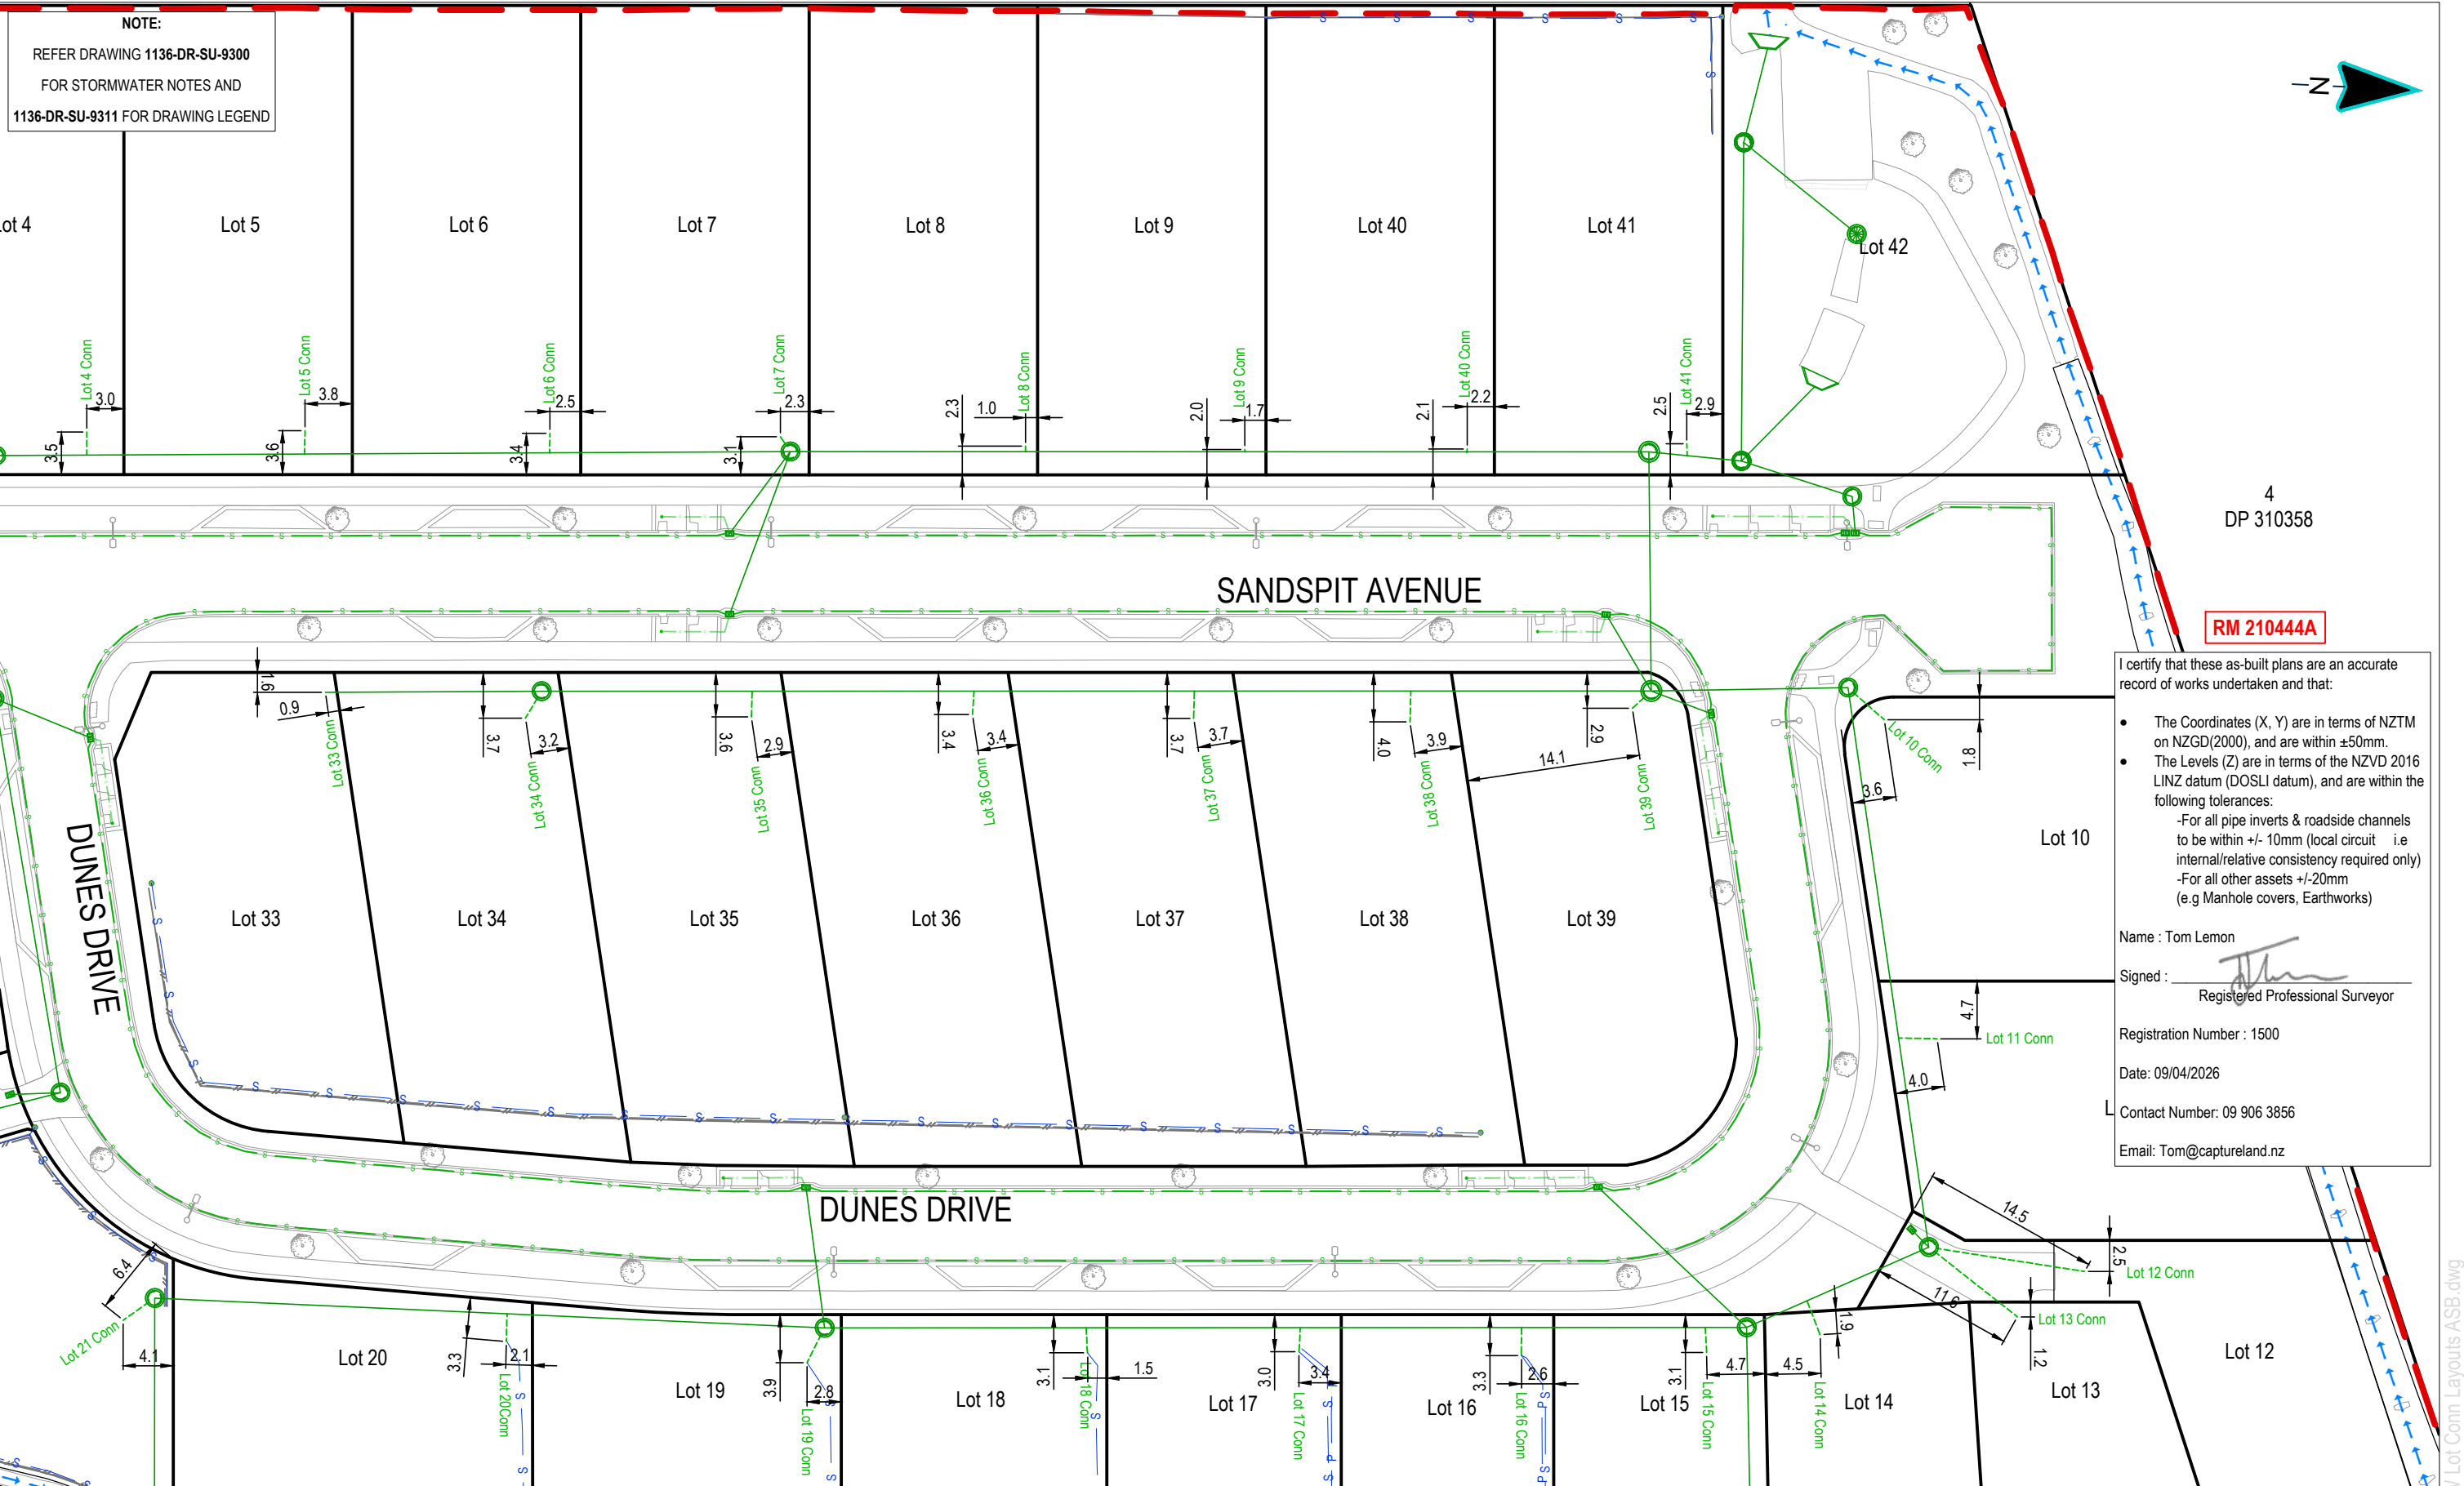 NOTE:
REFER DRAWING 1136-DR-SU-9300
FOR STORMWATER NOTES AND
1136-DR-SU-9311 FOR DRAWING LEGEND
N
Lot 4
Lot 5
Lot 6
Lot 7
Lot 8
Lot 9
Lot 40
Lot 41
Lot 42
Lot 4 Conn
3.0
3.5
Lot 5 Conn
3.8
3.6
Lot 6 Conn
2.5
3.4
Lot 7 Conn
2.3
3.1
Lot 8 Conn
1.0
2.3
Lot 9 Conn
1.7
2.0
Lot 40 Conn
2.2
2.1
Lot 41 Conn
2.9
2.5
4
DP 310358
SANDSPIT AVENUE
RM 210444A
1.6
0.9
Lot 33 Conn
3.7
3.2
Lot 34 Conn
3.6
2.9
Lot 35 Conn
3.4
3.4
Lot 36 Conn
3.7
3.7
Lot 37 Conn
4.0
3.9
Lot 38 Conn
2.9
14.1
Lot 39 Conn
Lot 10 Conn
1.8
3.6
Lot 10
DUNES DRIVE
Lot 33
Lot 34
Lot 35
Lot 36
Lot 37
Lot 38
Lot 39
4.7
Lot 11 Conn
4.0
L
I certify that these as-built plans are an accurate
record of works undertaken and that:
• The Coordinates (X, Y) are in terms of NZTM
on NZGD(2000), and are within ±50mm.
• The Levels (Z) are in terms of the NZVD 2016
LINZ datum (DOSLI datum), and are within the
following tolerances:
-For all pipe inverts & roadside channels
to be within +/- 10mm (local circuit i.e
internal/relative consistency required only)
-For all other assets +/-20mm
(e.g Manhole covers, Earthworks)
Name : Tom Lemon
Signed :
Registered Professional Surveyor
Registration Number : 1500
Date: 09/04/2026
Contact Number: 09 906 3856
Email: Tom@captureland.nz
DUNES DRIVE
14.5
2.5
Lot 12 Conn
11.6
Lot 13 Conn
1.2
6.4
Lot 21 Conn
4.1
Lot 20
3.3
2.1
Lot 20Conn
Lot 19
3.9
2.8
Lot 19 Conn
Lot 18
3.1
1.5
Lot 18 Conn
Lot 17
3.0
3.4
Lot 17 Conn
Lot 16
3.3
2.6
Lot 16 Conn
Lot 15
3.1
4.7
Lot 15 Conn
4.5
1.9
Lot 14 Conn
Lot 14
Lot 13
Lot 12
Lot Conn Layouts ASB.dwg